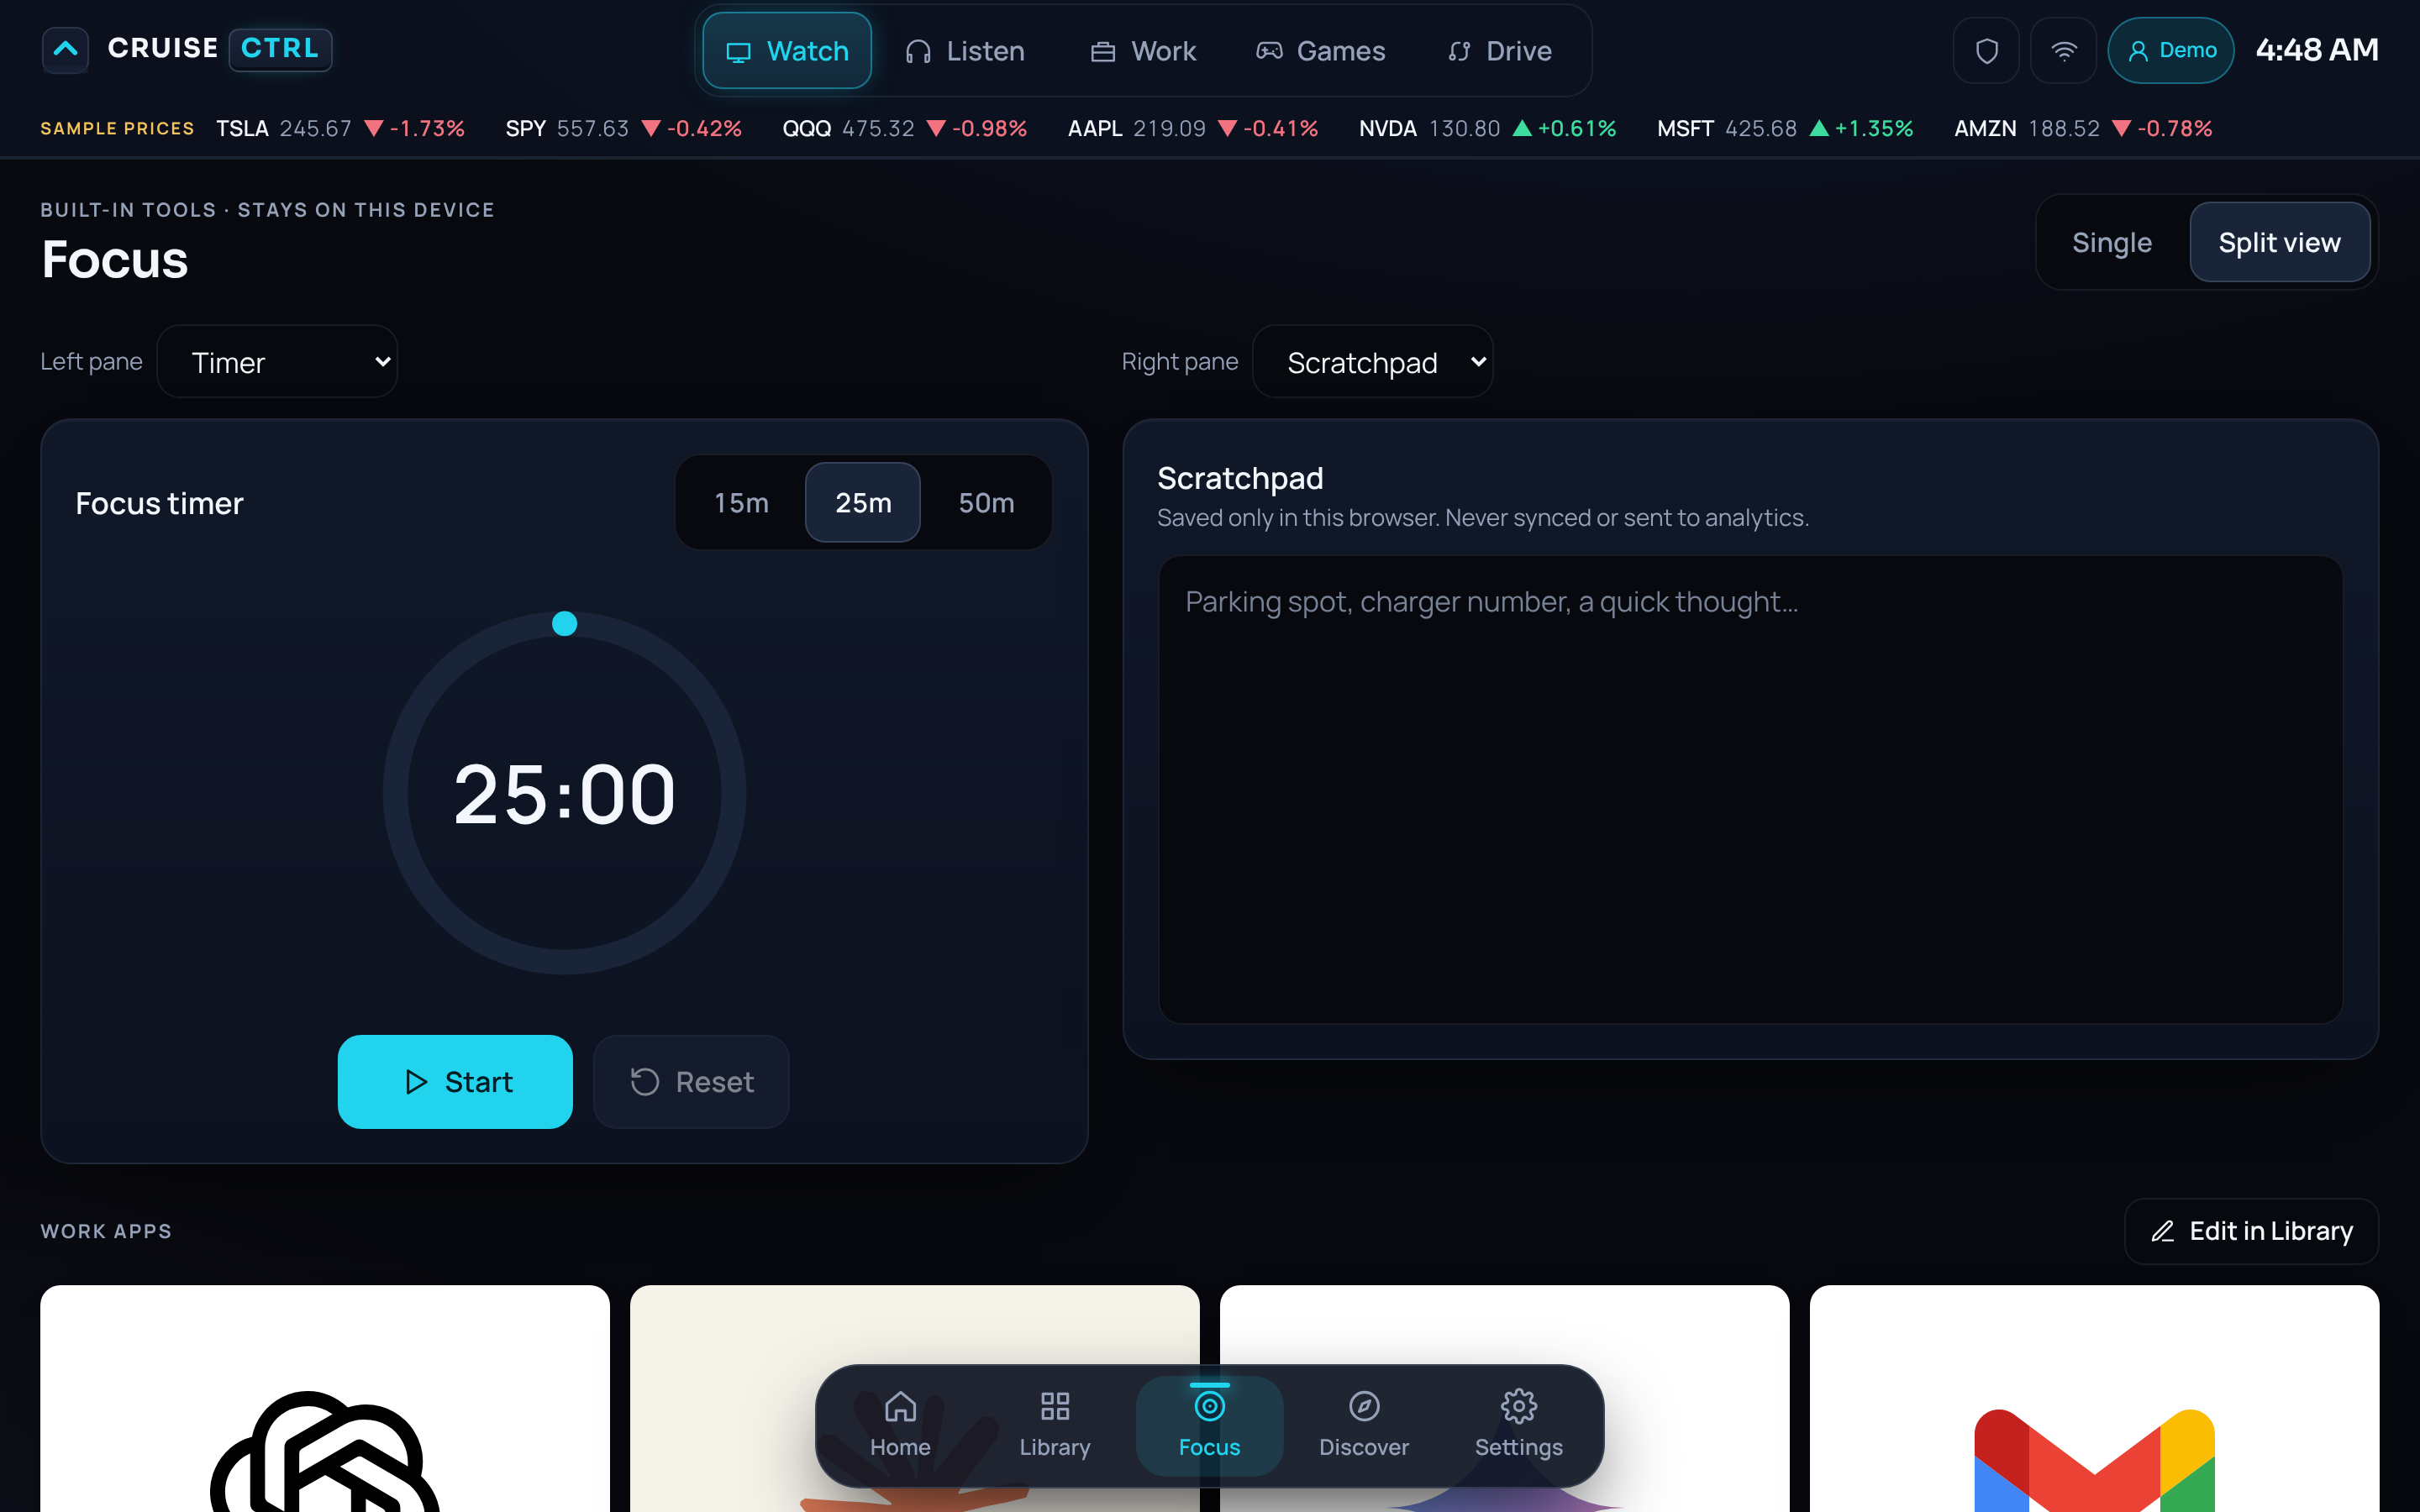 CRUISE CTRL
Watch Listen Work Games Drive
Demo 4:48 AM
SAMPLE PRICES TSLA 245.67 ▼ -1.73% SPY 557.63 ▼ -0.42% QQQ 475.32 ▼ -0.98% AAPL 219.09 ▼ -0.41% NVDA 130.80 ▲ +0.61% MSFT 425.68 ▲ +1.35% AMZN 188.52 ▼ -0.78%
BUILT-IN TOOLS · STAYS ON THIS DEVICE
Focus
Single Split view
Left pane Timer
Right pane Scratchpad
Focus timer
15m 25m 50m
25:00
Start Reset
Scratchpad
Saved only in this browser. Never synced or sent to analytics.
Parking spot, charger number, a quick thought…
WORK APPS
Edit in Library
Home Library Focus Discover Settings